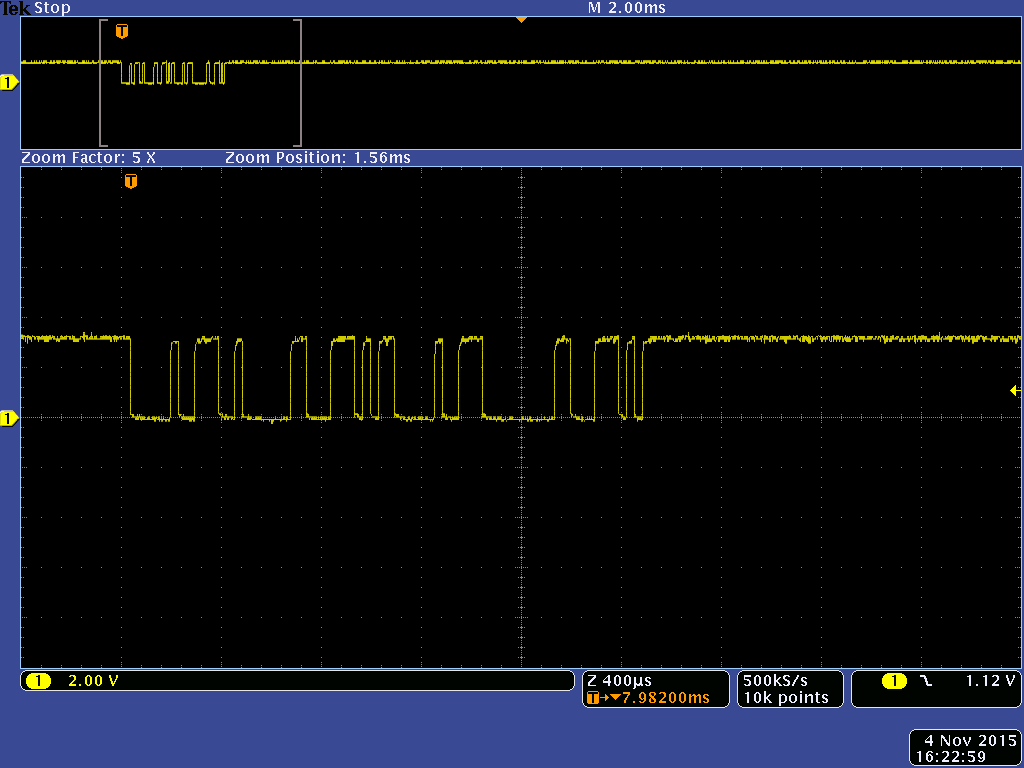 Tek Stop M 2.00ms
T
1
Zoom Factor: 5 X Zoom Position: 1.56ms
T
1
1 2.00 V Z 400µs 500kS/s 1 1.12 V
T→▼7.98200ms 10k points
4 Nov 2015
16:22:59